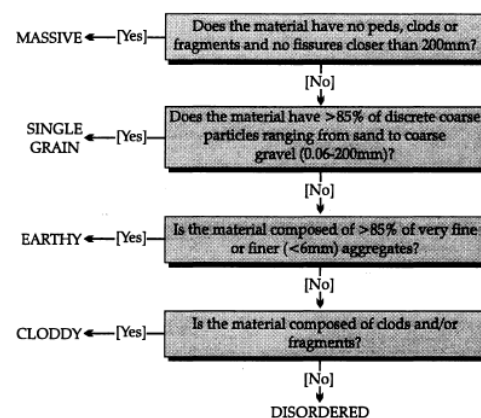 Does the material have no peds, clods or
MASSIVE [Yes] fragments and no fissures closer than 200mm?
[No]
Does the material have >85% of discrete coarse
SINGLE GRAIN [Yes] particles ranging from sand to coarse
gravel (0.06-200mm)?
[No]
Is the material composed of >85% of very fine
EARTHY [Yes] or finer (<6mm) aggregates?
[No]
Is the material composed of clods and/or
CLODDY [Yes] fragments?
[No]
DISORDERED